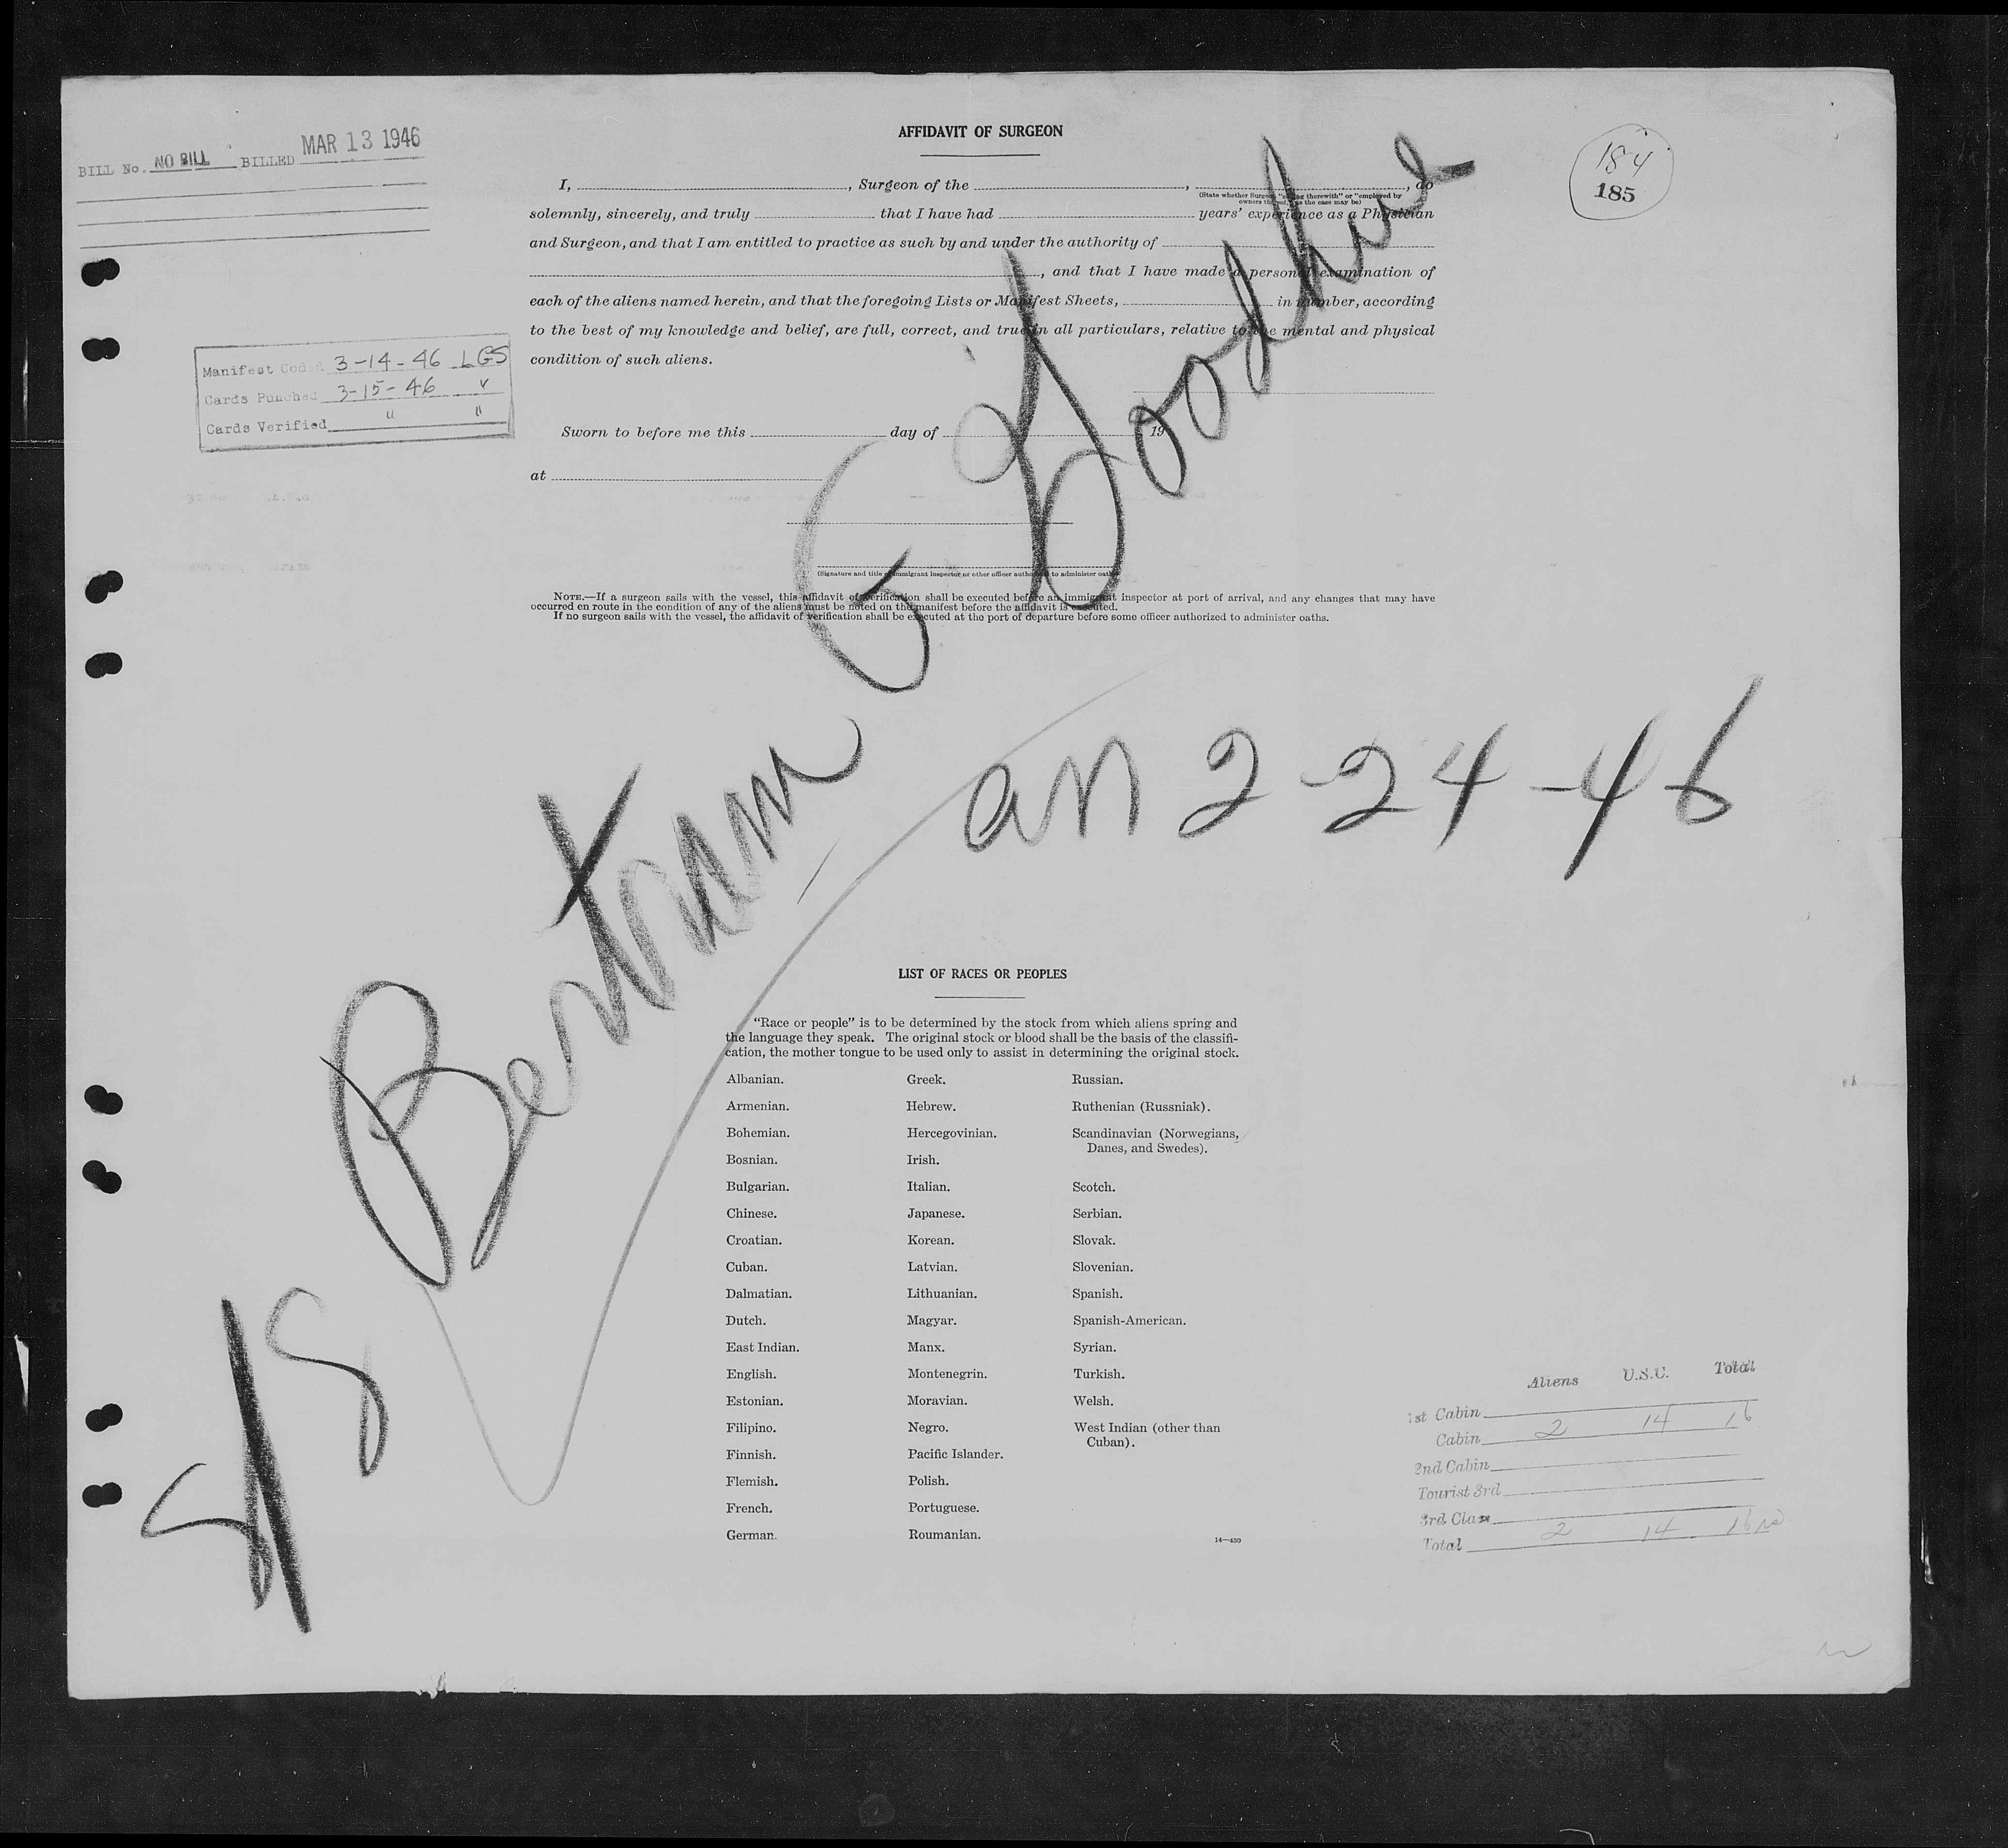 BILL No. NO BILL BILLED MAR 13 1946
184
185
Manifest Coded 3-14-46 LGS
Cards Punched 3-15-46 v
Cards Verified " "
AFFIDAVIT OF SURGEON
I, , Surgeon of the , , do
(State whether Surgeon "sailing therewith" or "employed by
owners thereof," as the case may be)
solemnly, sincerely, and truly that I have had years' experience as a Physician
and Surgeon, and that I am entitled to practice as such by and under the authority of
, and that I have made a personal examination of
each of the aliens named herein, and that the foregoing Lists or Manifest Sheets, in number, according
to the best of my knowledge and belief, are full, correct, and true in all particulars, relative to the mental and physical
condition of such aliens.
Sworn to before me this day of 19
at
(Signature and title of immigrant inspector or other officer authorized to administer oaths)
NOTE.—If a surgeon sails with the vessel, this affidavit of verification shall be executed before an immigrant inspector at port of arrival, and any changes that may have
occurred en route in the condition of any of the aliens must be noted on the manifest before the affidavit is executed.
If no surgeon sails with the vessel, the affidavit of verification shall be executed at the port of departure before some officer authorized to administer oaths.
S/S Bertram G Goodhue
arr 2-24-46
LIST OF RACES OR PEOPLES
"Race or people" is to be determined by the stock from which aliens spring and
the language they speak. The original stock or blood shall be the basis of the classifi-
cation, the mother tongue to be used only to assist in determining the original stock.
Albanian.
Armenian.
Bohemian.
Bosnian.
Bulgarian.
Chinese.
Croatian.
Cuban.
Dalmatian.
Dutch.
East Indian.
English.
Estonian.
Filipino.
Finnish.
Flemish.
French.
German.
Greek.
Hebrew.
Hercegovinian.
Irish.
Italian.
Japanese.
Korean.
Latvian.
Lithuanian.
Magyar.
Manx.
Montenegrin.
Moravian.
Negro.
Pacific Islander.
Polish.
Portuguese.
Roumanian.
Russian.
Ruthenian (Russniak).
Scandinavian (Norwegians,
Danes, and Swedes).
Scotch.
Serbian.
Slovak.
Slovenian.
Spanish.
Spanish-American.
Syrian.
Turkish.
Welsh.
West Indian (other than
Cuban).
14—430
Aliens U.S.C. Total
1st Cabin
Cabin 2 14 16
2nd Cabin
Tourist 3rd
3rd Class
Total 2 14 16